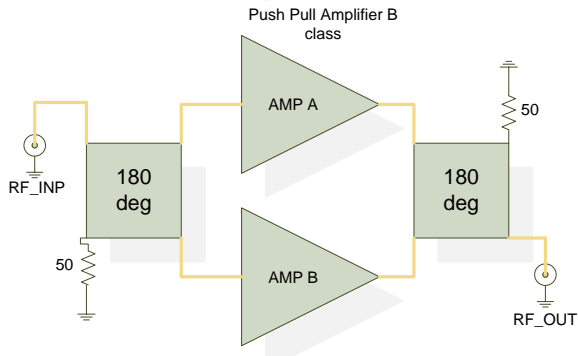 Push Pull Amplifier B
class
AMP A
50
RF_INP
180
deg
180
deg
50
AMP B
RF_OUT